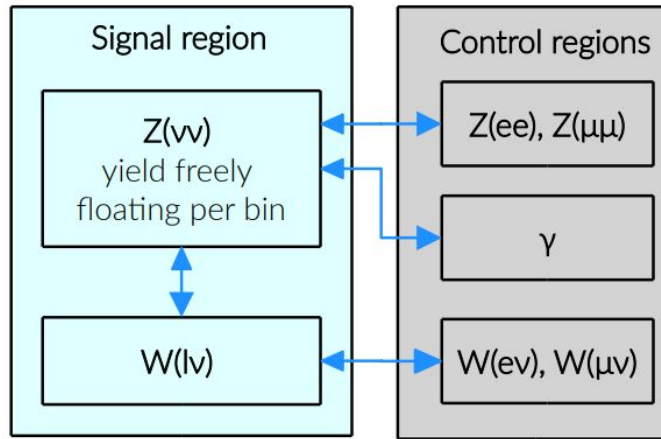 Signal region
Z(νν)
yield freely
floating per bin
W(lν)
Control regions
Z(ee), Z(μμ)
γ
W(eν), W(μν)